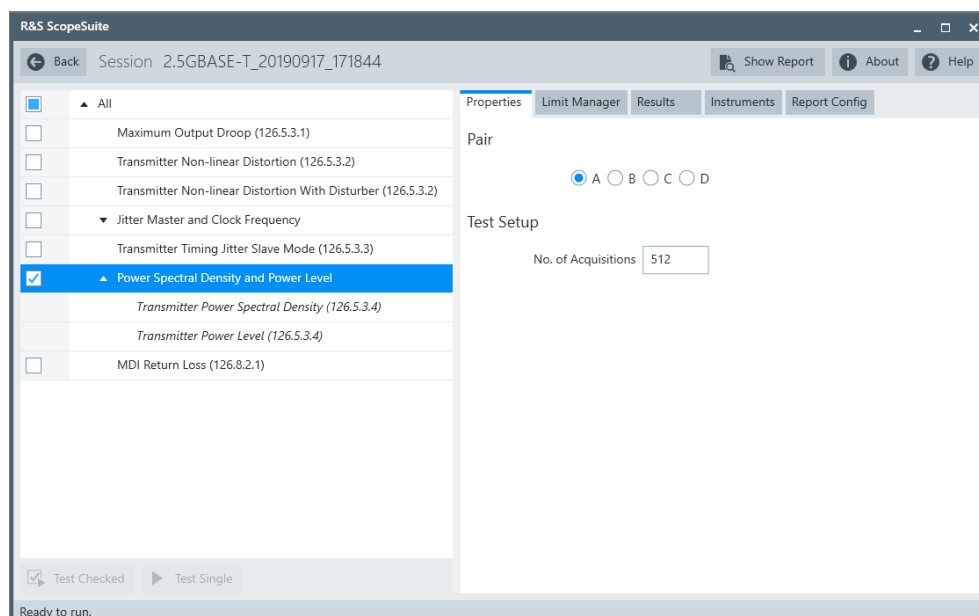 R&S ScopeSuite
Back Session 2.5GBASE-T_20190917_171844 Show Report About Help
All
Maximum Output Droop (126.5.3.1)
Transmitter Non-linear Distortion (126.5.3.2)
Transmitter Non-linear Distortion With Disturber (126.5.3.2)
Jitter Master and Clock Frequency
Transmitter Timing Jitter Slave Mode (126.5.3.3)
Power Spectral Density and Power Level
Transmitter Power Spectral Density (126.5.3.4)
Transmitter Power Level (126.5.3.4)
MDI Return Loss (126.8.2.1)
Properties Limit Manager Results Instruments Report Config
Pair
A B C D
Test Setup
No. of Acquisitions 512
Test Checked Test Single
Ready to run.